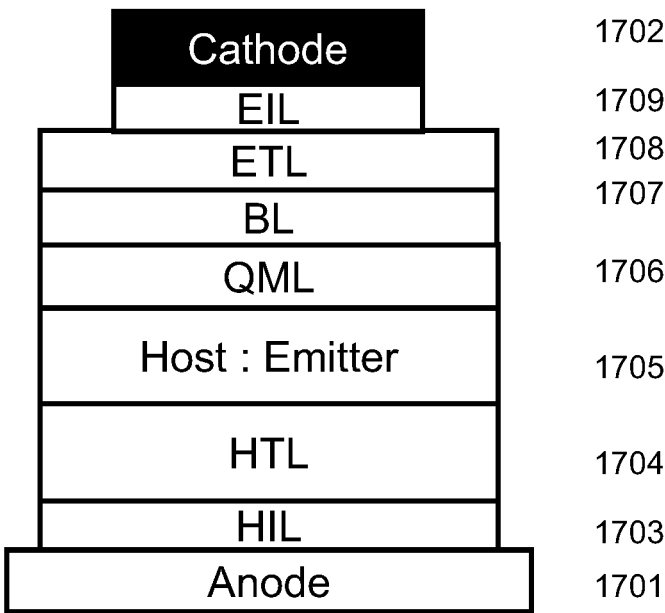 Cathode 1702
EIL 1709
ETL 1708
BL 1707
QML 1706
Host : Emitter 1705
HTL 1704
HIL 1703
Anode 1701